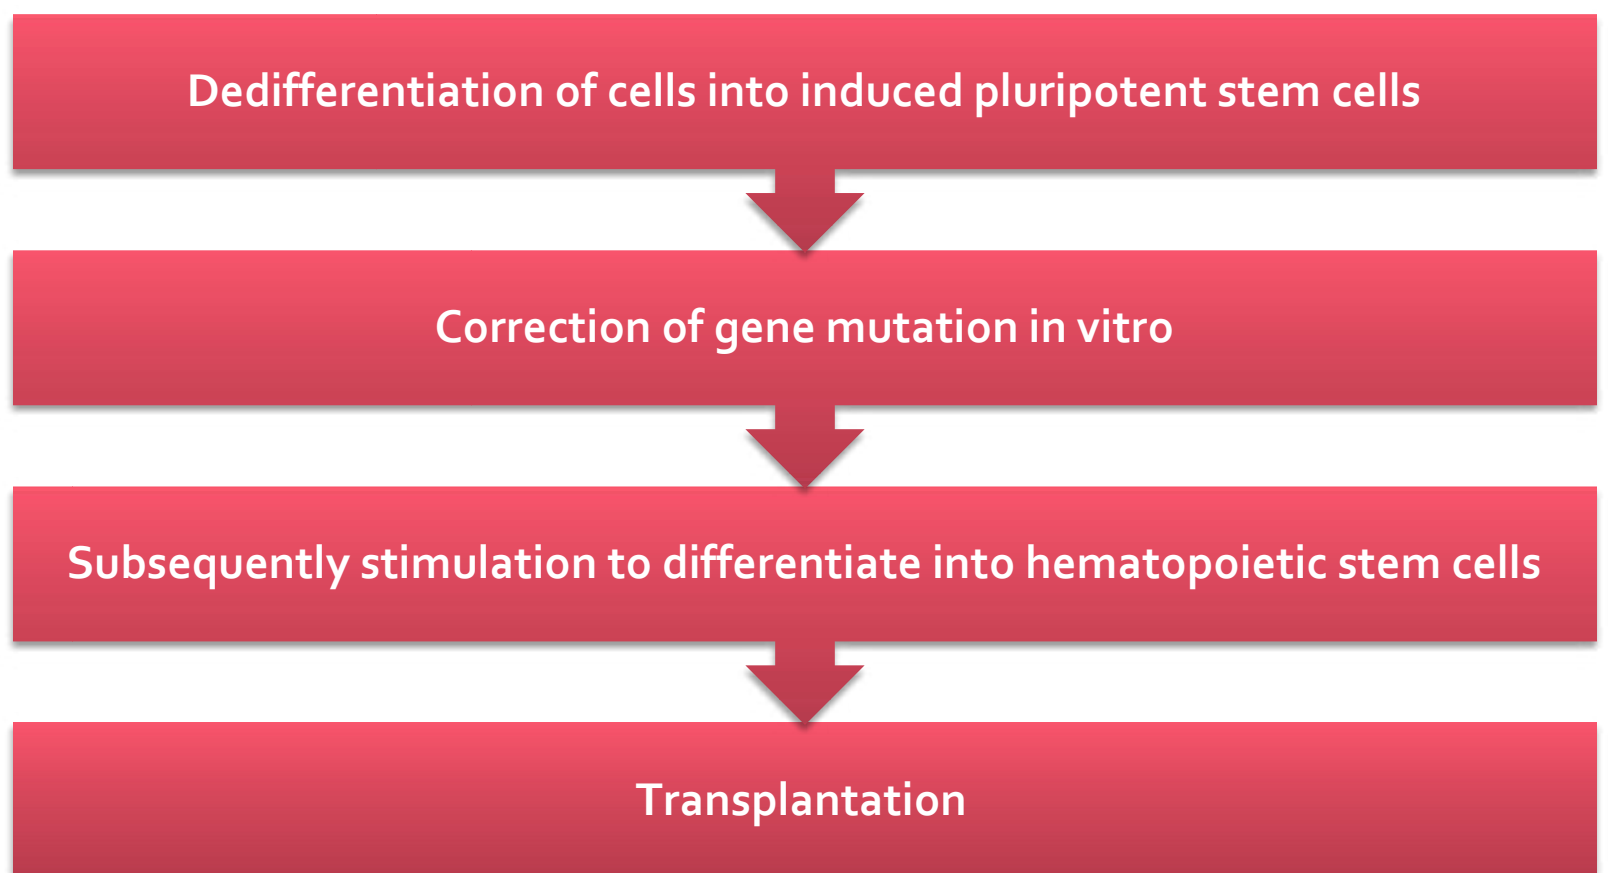 Dedifferentiation of cells into induced pluripotent stem cells
Correction of gene mutation in vitro
Subsequently stimulation to differentiate into hematopoietic stem cells
Transplantation